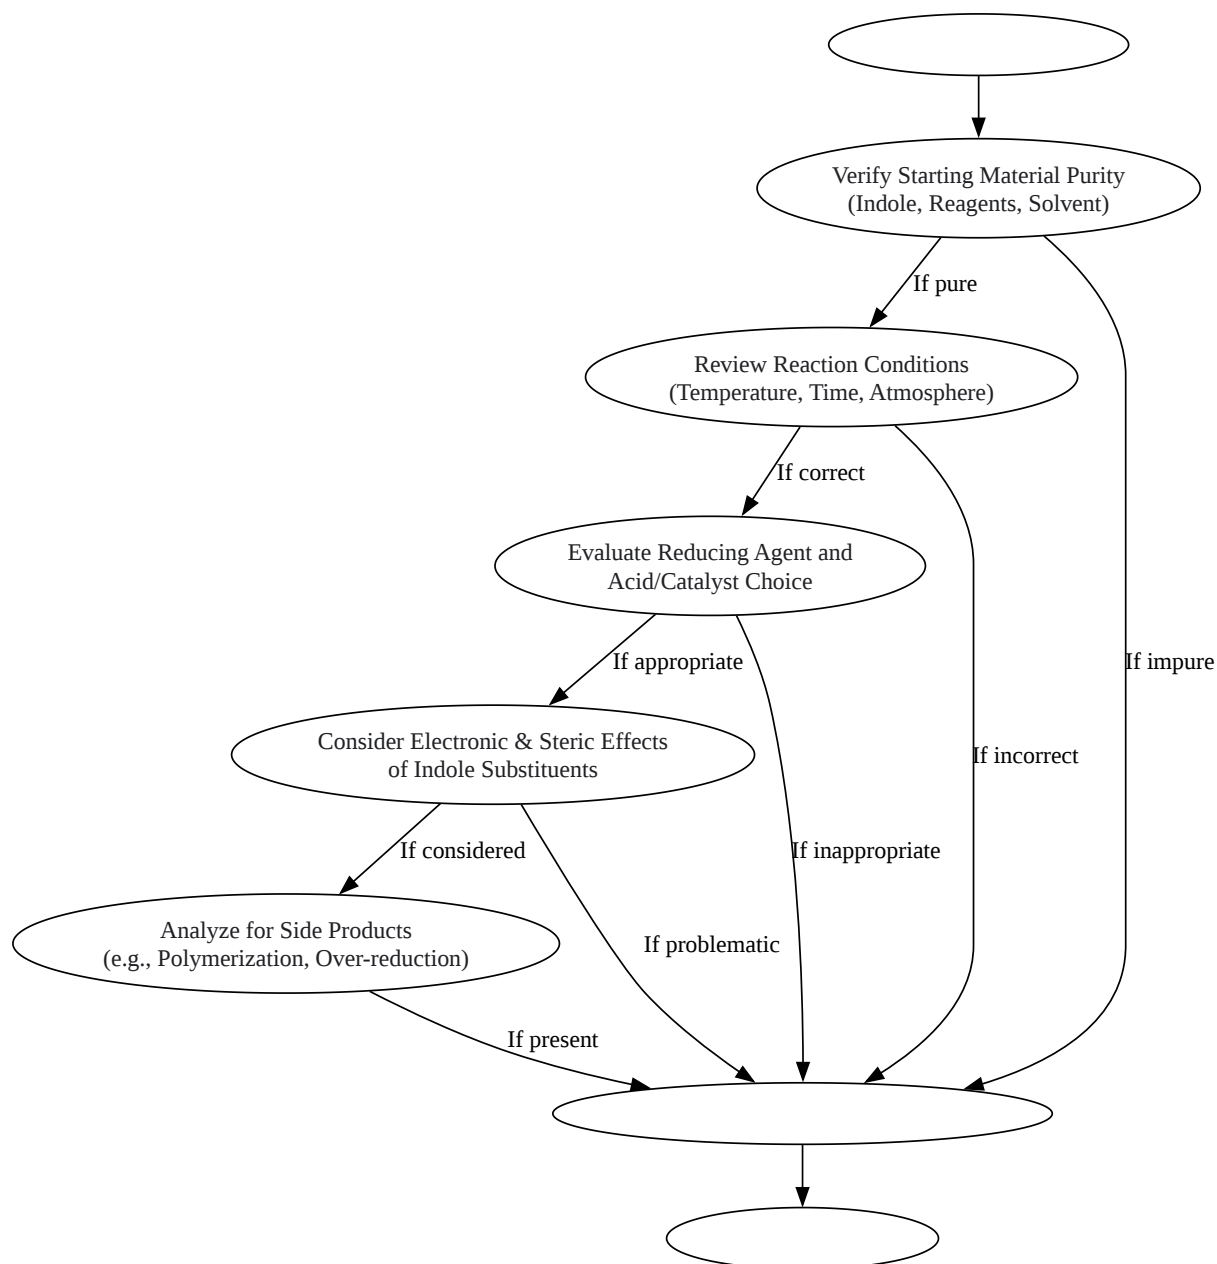 Verify Starting Material Purity
(Indole, Reagents, Solvent)
If pure
Review Reaction Conditions
(Temperature, Time, Atmosphere)
If correct
Evaluate Reducing Agent and
Acid/Catalyst Choice
If appropriate
If impure
Consider Electronic & Steric Effects
of Indole Substituents
If incorrect
If considered
If inappropriate
Analyze for Side Products
(e.g., Polymerization, Over-reduction)
If problematic
If present